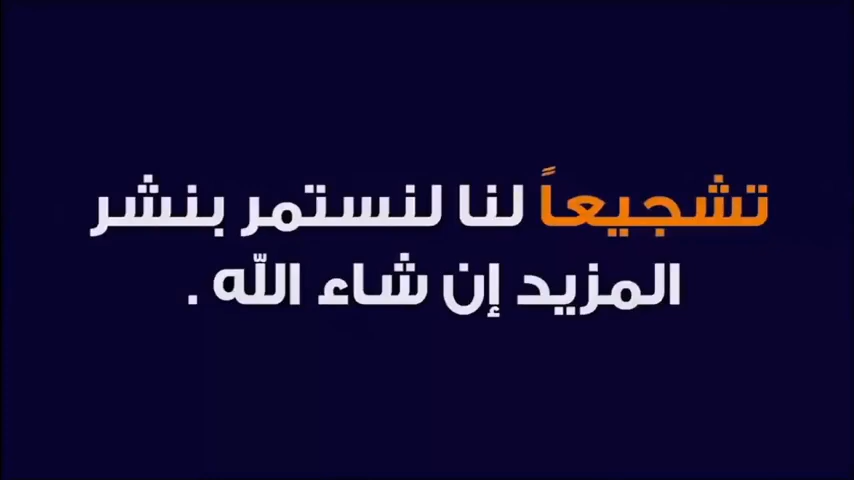 تشجيعاً لنا لنستمر بنشر
المزيد إن شاء الله .